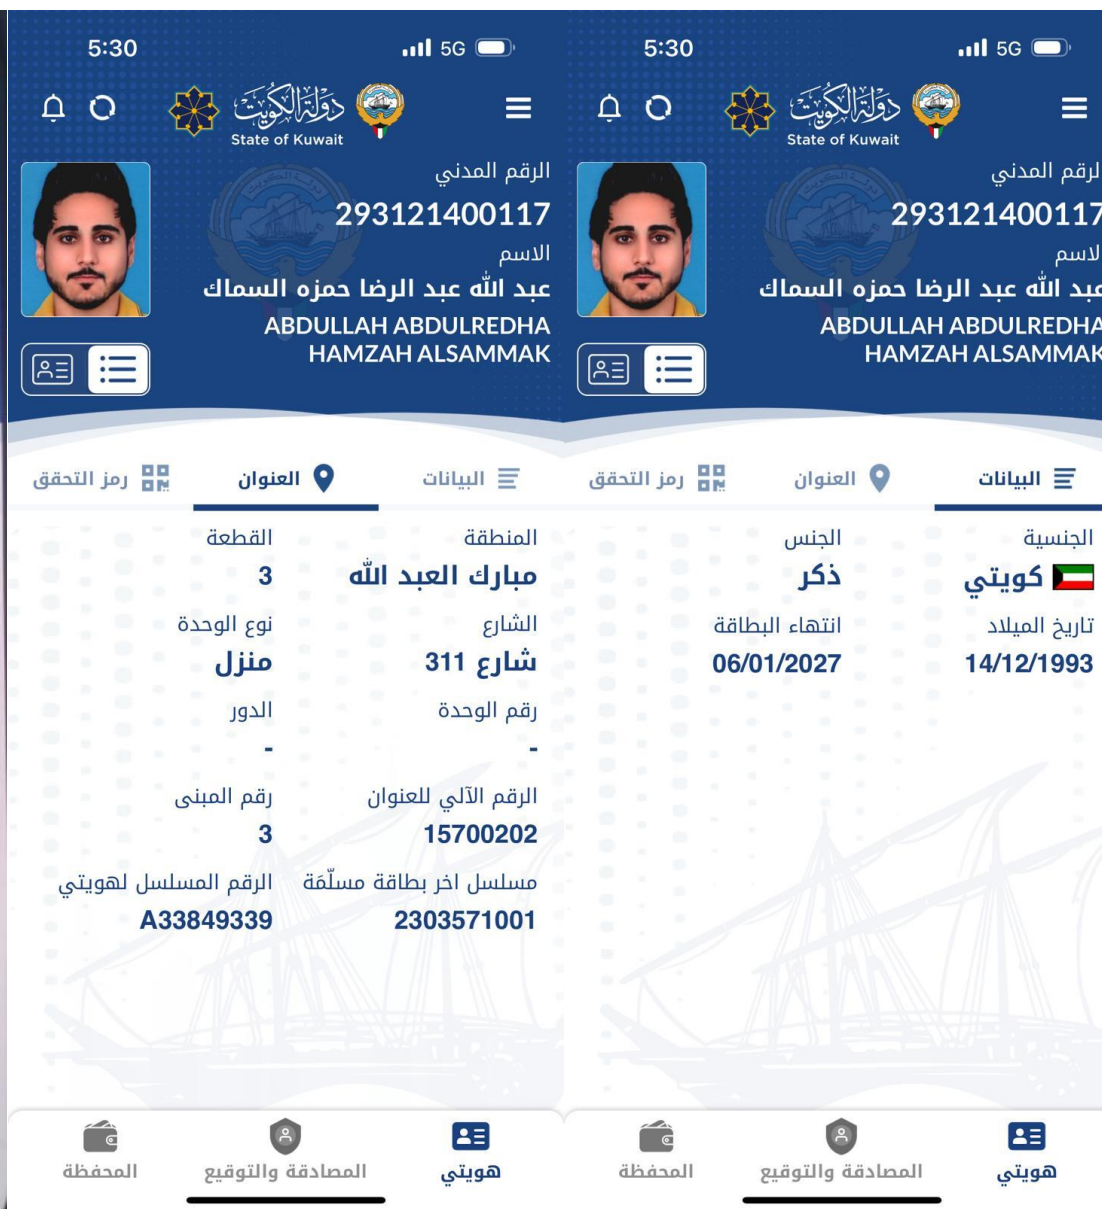 5:30
5G
دولة الكويت
State of Kuwait
الرقم المدني
293121400117
الاسم
عبد الله عبد الرضا حمزه السماك
ABDULLAH ABDULREDHA
HAMZAH ALSAMMAK
البيانات
العنوان
رمز التحقق
المنطقة
القطعة
مبارك العبد الله
3
الشارع
نوع الوحدة
شارع 311
منزل
رقم الوحدة
الدور
-
-
الرقم الآلي للعنوان
رقم المبنى
15700202
3
مسلسل اخر بطاقة مسلّمَة
الرقم المسلسل لهويتي
2303571001
A33849339
هويتي
المصادقة والتوقيع
المحفظة
5:30
5G
دولة الكويت
State of Kuwait
الرقم المدني
293121400117
الاسم
عبد الله عبد الرضا حمزه السماك
ABDULLAH ABDULREDHA
HAMZAH ALSAMMAK
البيانات
العنوان
رمز التحقق
الجنسية
الجنس
كويتي
ذكر
تاريخ الميلاد
انتهاء البطاقة
14/12/1993
06/01/2027
هويتي
المصادقة والتوقيع
المحفظة